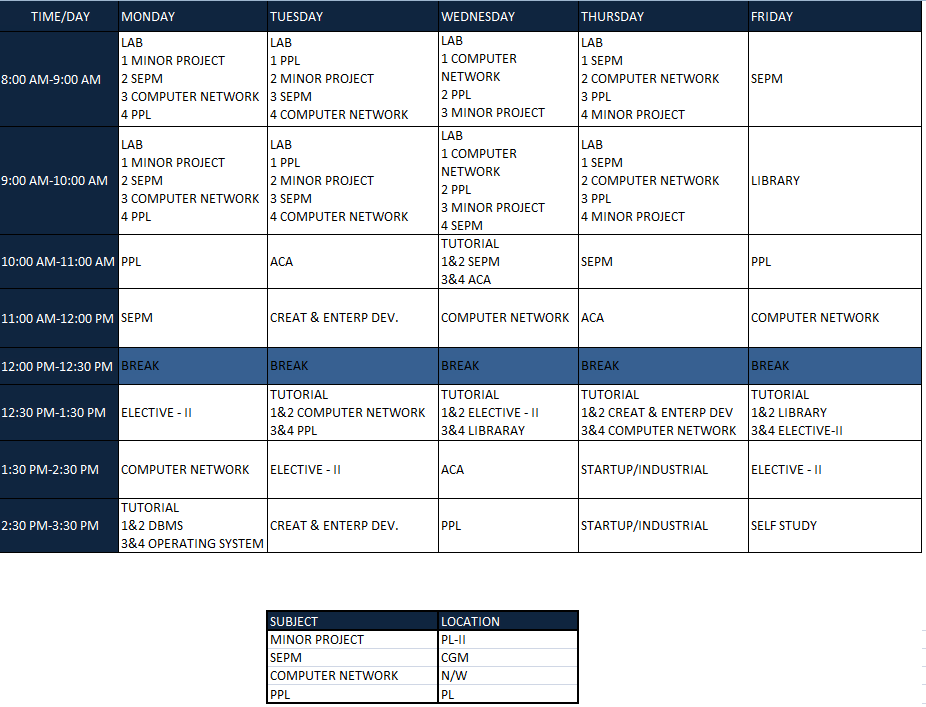 TIME/DAY MONDAY TUESDAY WEDNESDAY THURSDAY FRIDAY
8:00 AM-9:00 AM
LAB
1 MINOR PROJECT
2 SEPM
3 COMPUTER NETWORK
4 PPL
LAB
1 PPL
2 MINOR PROJECT
3 SEPM
4 COMPUTER NETWORK
LAB
1 COMPUTER
NETWORK
2 PPL
3 MINOR PROJECT
LAB
1 SEPM
2 COMPUTER NETWORK
3 PPL
4 MINOR PROJECT
SEPM
9:00 AM-10:00 AM
LAB
1 MINOR PROJECT
2 SEPM
3 COMPUTER NETWORK
4 PPL
LAB
1 PPL
2 MINOR PROJECT
3 SEPM
4 COMPUTER NETWORK
LAB
1 COMPUTER
NETWORK
2 PPL
3 MINOR PROJECT
4 SEPM
LAB
1 SEPM
2 COMPUTER NETWORK
3 PPL
4 MINOR PROJECT
LIBRARY
10:00 AM-11:00 AM
PPL
ACA
TUTORIAL
1&2 SEPM
3&4 ACA
SEPM
PPL
11:00 AM-12:00 PM
SEPM
CREAT & ENTERP DEV.
COMPUTER NETWORK
ACA
COMPUTER NETWORK
12:00 PM-12:30 PM
BREAK
BREAK
BREAK
BREAK
BREAK
12:30 PM-1:30 PM
ELECTIVE - II
TUTORIAL
1&2 COMPUTER NETWORK
3&4 PPL
TUTORIAL
1&2 ELECTIVE - II
3&4 LIBRARAY
TUTORIAL
1&2 CREAT & ENTERP DEV
3&4 COMPUTER NETWORK
TUTORIAL
1&2 LIBRARY
3&4 ELECTIVE-II
1:30 PM-2:30 PM
COMPUTER NETWORK
ELECTIVE - II
ACA
STARTUP/INDUSTRIAL
ELECTIVE - II
2:30 PM-3:30 PM
TUTORIAL
1&2 DBMS
3&4 OPERATING SYSTEM
CREAT & ENTERP DEV.
PPL
STARTUP/INDUSTRIAL
SELF STUDY
SUBJECT LOCATION
MINOR PROJECT PL-II
SEPM CGM
COMPUTER NETWORK N/W
PPL PL